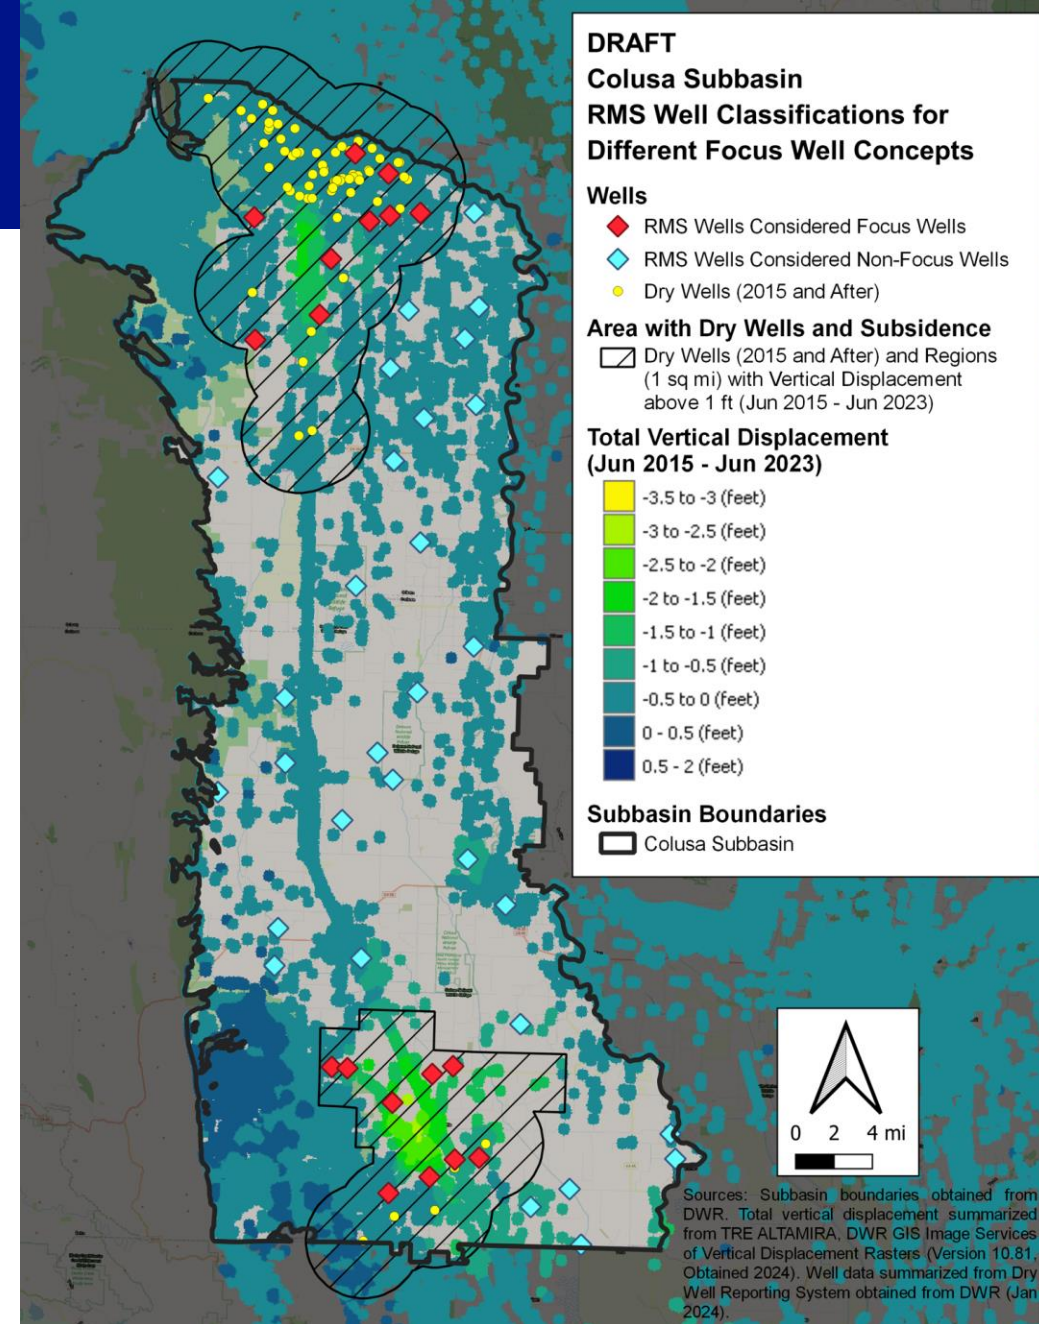 DRAFT
Colusa Subbasin
RMS Well Classifications for
Different Focus Well Concepts
Wells
RMS Wells Considered Focus Wells
RMS Wells Considered Non-Focus Wells
Dry Wells (2015 and After)
Area with Dry Wells and Subsidence
Dry Wells (2015 and After) and Regions
(1 sq mi) with Vertical Displacement
above 1 ft (Jun 2015 - Jun 2023)
Total Vertical Displacement
(Jun 2015 - Jun 2023)
-3.5 to -3 (feet)
-3 to -2.5 (feet)
-2.5 to -2 (feet)
-2 to -1.5 (feet)
-1.5 to -1 (feet)
-1 to -0.5 (feet)
-0.5 to 0 (feet)
0 - 0.5 (feet)
0.5 - 2 (feet)
Subbasin Boundaries
Colusa Subbasin
0 2 4 mi
Sources: Subbasin boundaries obtained from
DWR. Total vertical displacement summarized
from TRE ALTAMIRA, DWR GIS Image Services
of Vertical Displacement Rasters (Version 10.81,
Obtained 2024). Well data summarized from Dry
Well Reporting System obtained from DWR (Jan
2024).